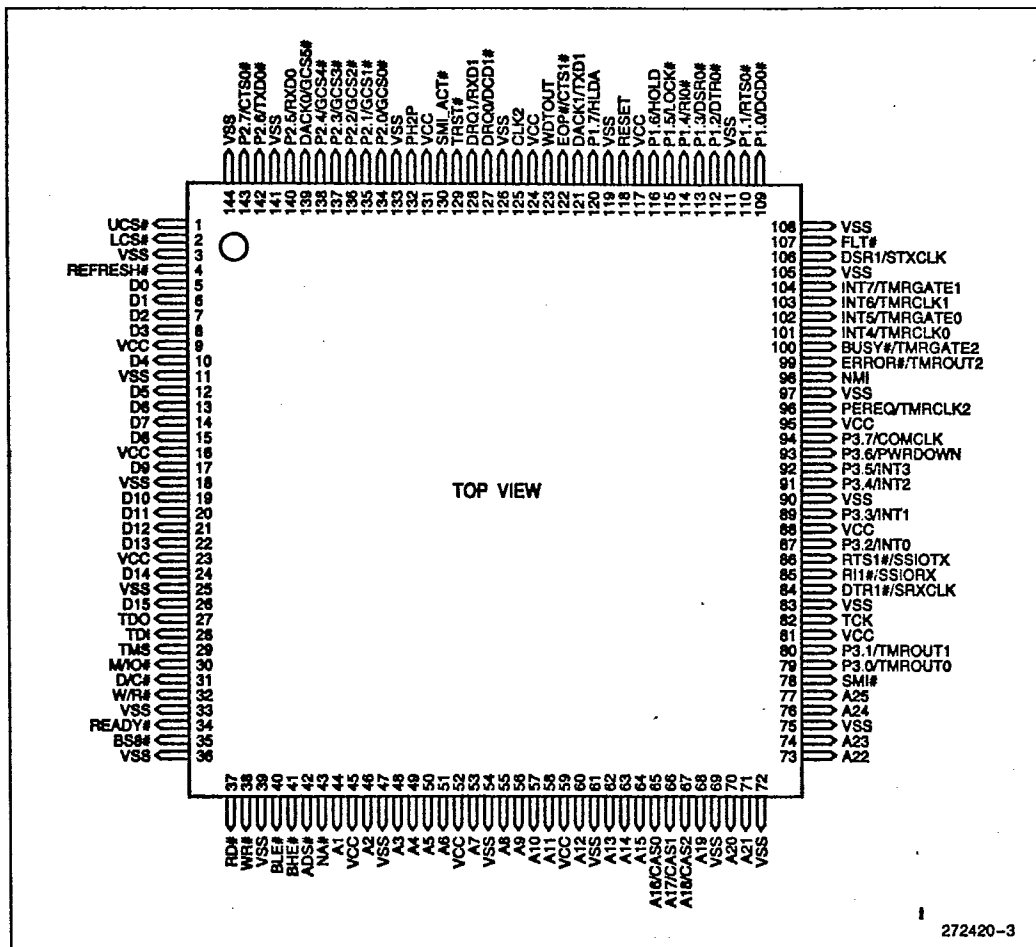 VSS
P2.7/CTS0#
P2.6/TXD0#
VSS
P2.5/RXD0
DACK0/GCS5#
P2.4/GCS4#
P2.3/GCS3#
P2.2/GCS2#
P2.1/GCS1#
P2.0/GCS0#
VSS
PH2P
VCC
SMI_ACT#
TRST#
DRQ1/RXD1
DRQ0/DCD1#
VSS
CLK2
VCC
WDTOUT
EOP#/CTS1#
DACK1/TXD1
P1.7/HLDA
VSS
RESET
VCC
P1.6/HOLD
P1.5/LOCK#
P1.4/RI0#
P1.3/DSR0#
P1.2/DTR0#
VSS
P1.1/RTS0#
P1.0/DCD0#
144 143 142 141 140 139 138 137 136 135 134 133 132 131 130 129 128 127 126 125 124 123 122 121 120 119 118 117 116 115 114 113 112 111 110 109
UCS# 1
LCS# 2
VSS 3
REFRESH# 4
D0 5
D1 6
D2 7
D3 8
VCC 9
D4 10
VSS 11
D5 12
D6 13
D7 14
D8 15
VCC 16
D9 17
VSS 18
D10 19
D11 20
D12 21
D13 22
VCC 23
D14 24
VSS 25
D15 26
TDO 27
TDI 28
TMS 29
M/IO# 30
D/C# 31
W/R# 32
VSS 33
READY# 34
BS8# 35
VSS 36
TOP VIEW
108 VSS
107 FLT#
106 DSR1/STXCLK
105 VSS
104 INT7/TMRGATE1
103 INT6/TMRCLK1
102 INT5/TMRGATE0
101 INT4/TMRCLK0
100 BUSY#/TMRGATE2
99 ERROR#/TMROUT2
98 NMI
97 VSS
96 PEREQ/TMRCLK2
95 VCC
94 P3.7/COMCLK
93 P3.6/PWRDOWN
92 P3.5/INT3
91 P3.4/INT2
90 VSS
89 P3.3/INT1
88 VCC
87 P3.2/INT0
86 RTS1#/SSIOTX
85 RI1#/SSIORX
84 DTR1#/SRXCLK
83 VSS
82 TCK
81 VCC
80 P3.1/TMROUT1
79 P3.0/TMROUT0
78 SMI#
77 A25
76 A24
75 VSS
74 A23
73 A22
37 38 39 40 41 42 43 44 45 46 47 48 49 50 51 52 53 54 55 56 57 58 59 60 61 62 63 64 65 66 67 68 69 70 71 72
RD#
WR#
VSS
BLE#
BHE#
ADS#
NA#
A1
VCC
A2
VSS
A3
A4
A5
A6
VCC
A7
VSS
A8
A9
A10
A11
VCC
A12
VSS
A13
A14
A15
A16/CAS0
A17/CAS1
A18/CAS2
A19
VSS
A20
A21
VSS
272420-3